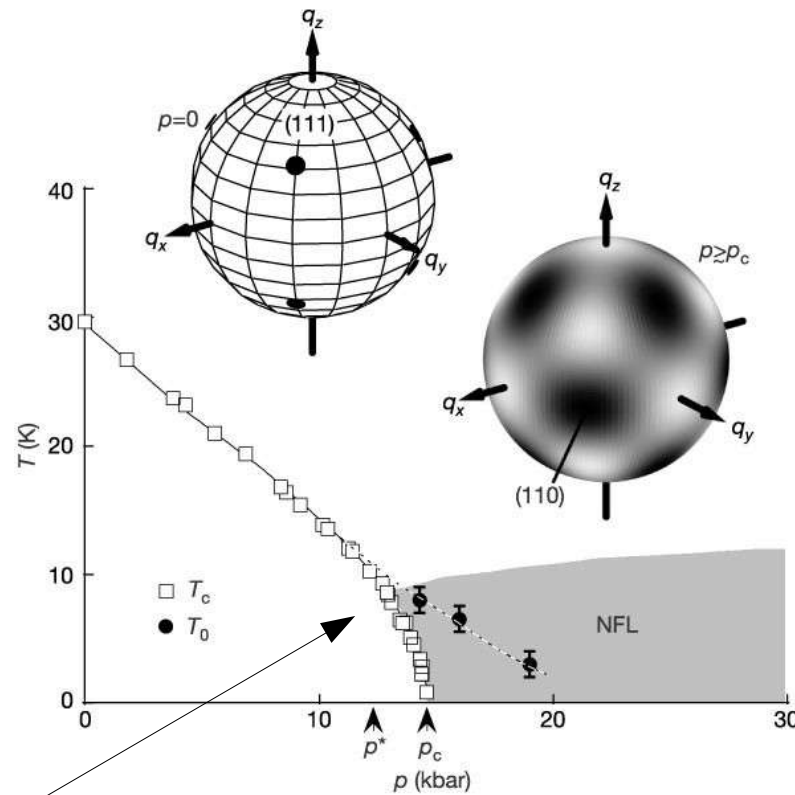 q_z
p=0
(111)
q_x
q_y
q_z
p≳p_c
q_x
q_y
(110)
40
30
20
10
0
T (K)
T_c
T_0
NFL
0
10
20
30
p*
p_c
p (kbar)